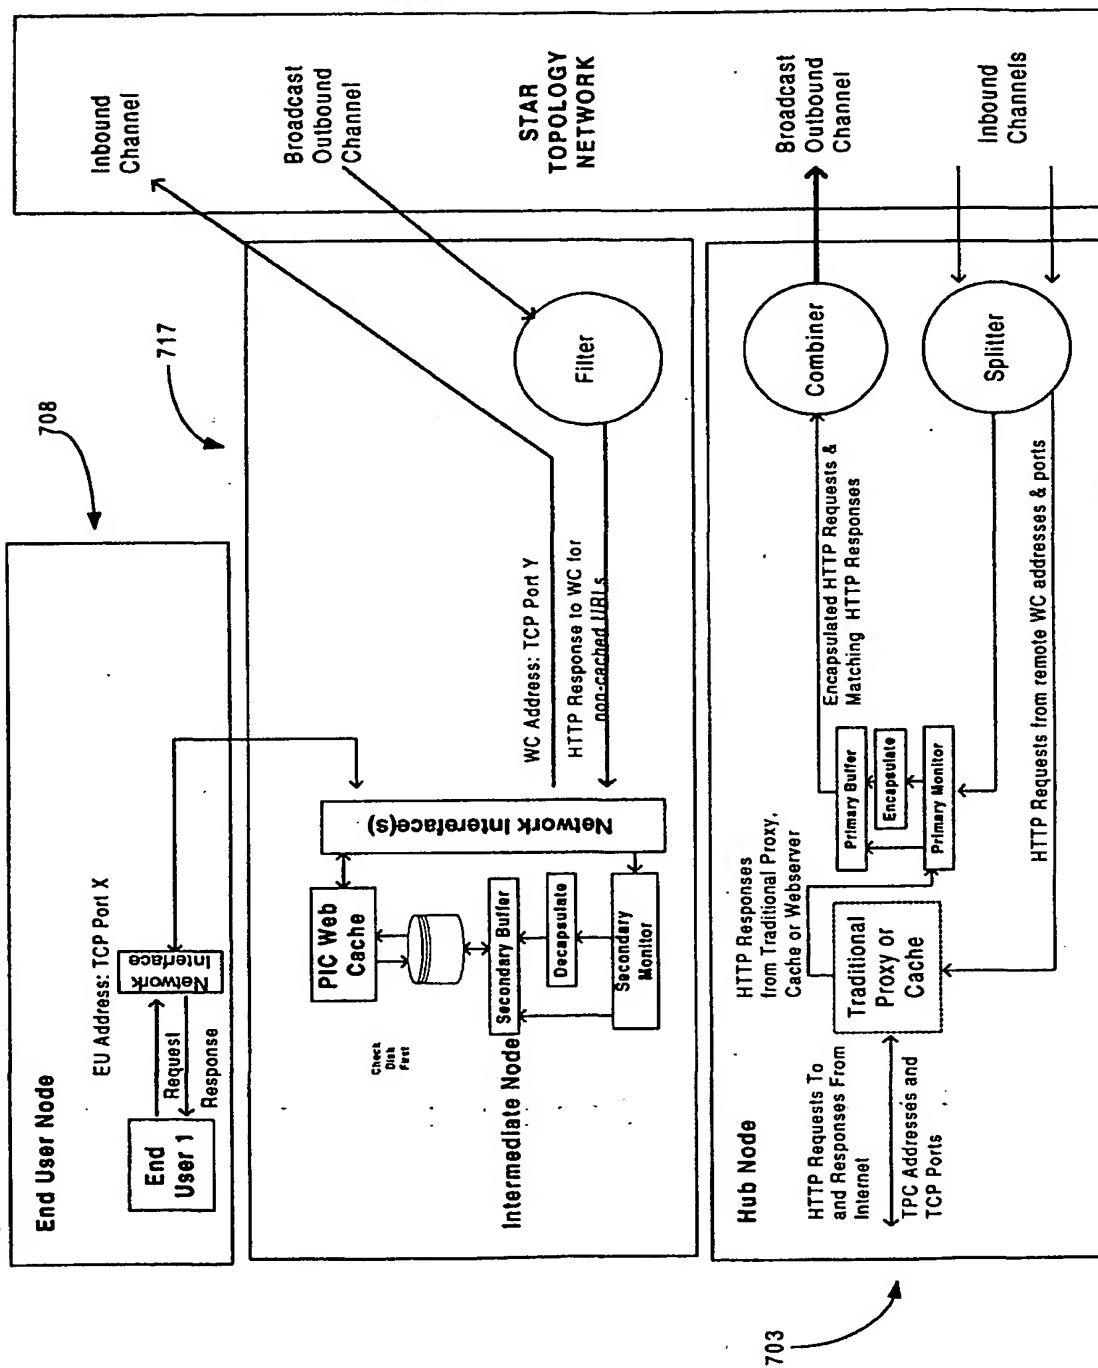 708
717
703
End User Node
End
User 1
Request
Response
Network
Interface
EU Address: TCP Port X
Intermediate Node
Check
Disk
First
PIC Web
Cache
Secondary Buffer
Decapsulate
Secondary
Monitor
Network Intereface(s)
WC Address: TCP Port Y
HTTP Response to WC for
non-cached URLs
Filter
Inbound
Channel
Broadcast
Outbound
Channel
STAR
TOPOLOGY
NETWORK
Broadcast
Outbound
Channel
Inbound
Channels
Hub Node
HTTP Requests To
and Responses From
Internet
TPC Addresses and
TCP Ports
Traditional
Proxy or
Cache
HTTP Responses
from Traditional Proxy,
Cache or Webserver
Primary Buffer
Encapsulate
Primary Monitor
Encapsulated HTTP Requests &
Matching HTTP Responses
HTTP Requests from remote WC addresses & ports
Combiner
Splitter